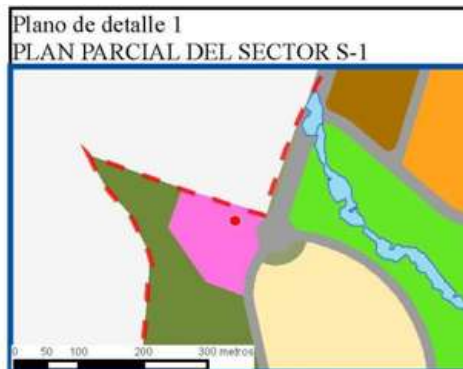 Plano de detalle 1
PLAN PARCIAL DEL SECTOR S-1
0 50 100 200 300 metros